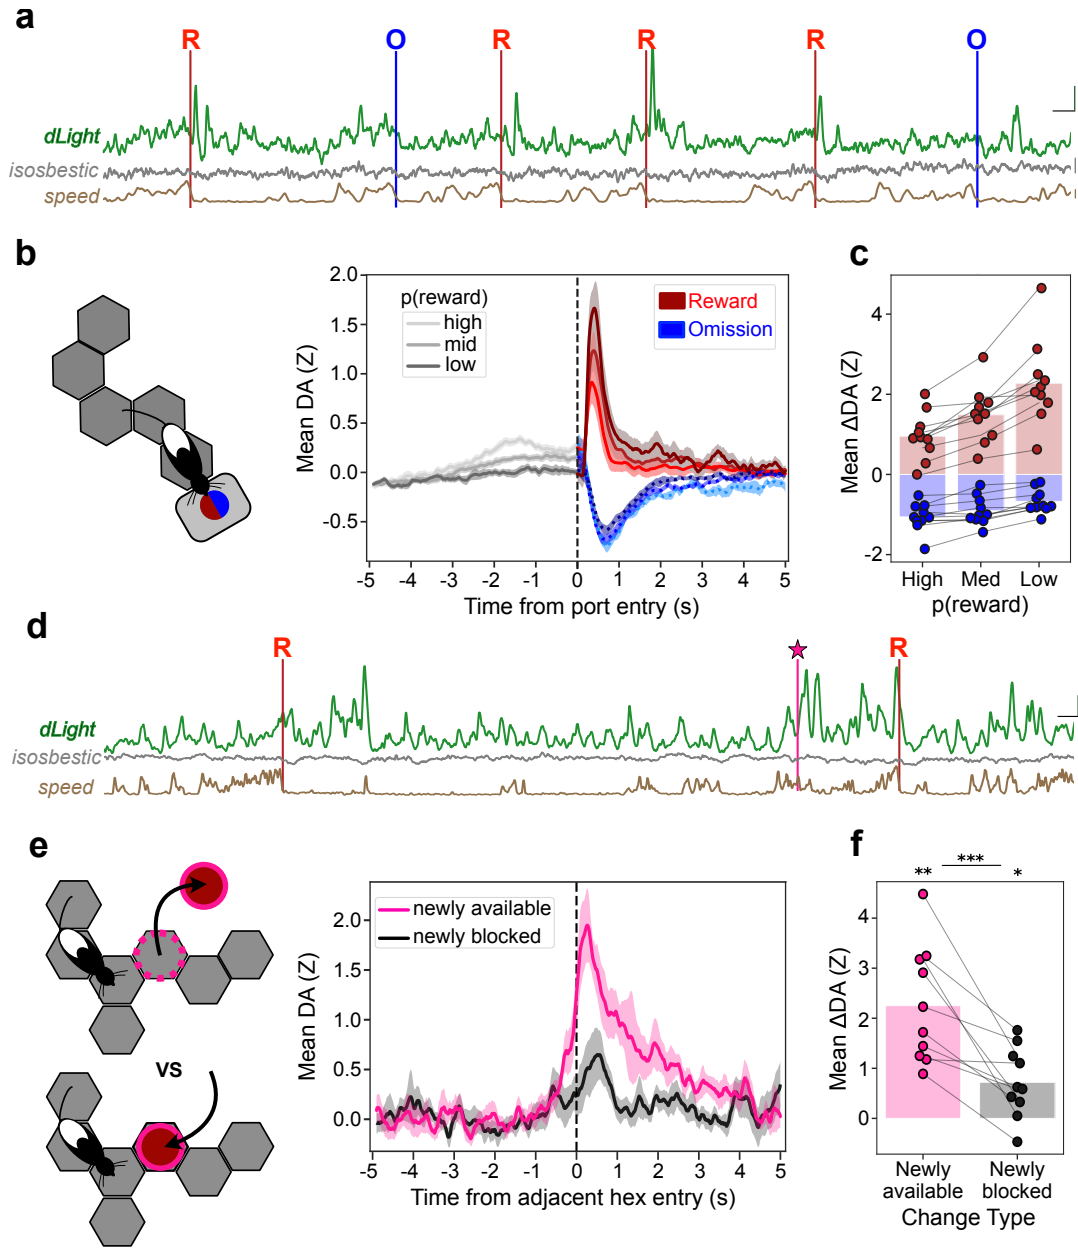 a
R O R R R O
dLight
isosbestic
speed
b
2.0
1.5
1.0
0.5
0.0
-0.5
Mean DA (Z)
p(reward)
high
mid
low
Reward
Omission
-5 -4 -3 -2 -1 0 1 2 3 4 5
Time from port entry (s)
c
4
2
0
-2
Mean ΔDA (Z)
High Med Low
p(reward)
d
R ★ R
dLight
isosbestic
speed
e
vs
newly available
newly blocked
2.0
1.5
1.0
0.5
0.0
Mean DA (Z)
-5 -4 -3 -2 -1 0 1 2 3 4 5
Time from adjacent hex entry (s)
f
***
** *
4
3
2
1
0
Mean ΔDA (Z)
Newly Newly
available blocked
Change Type